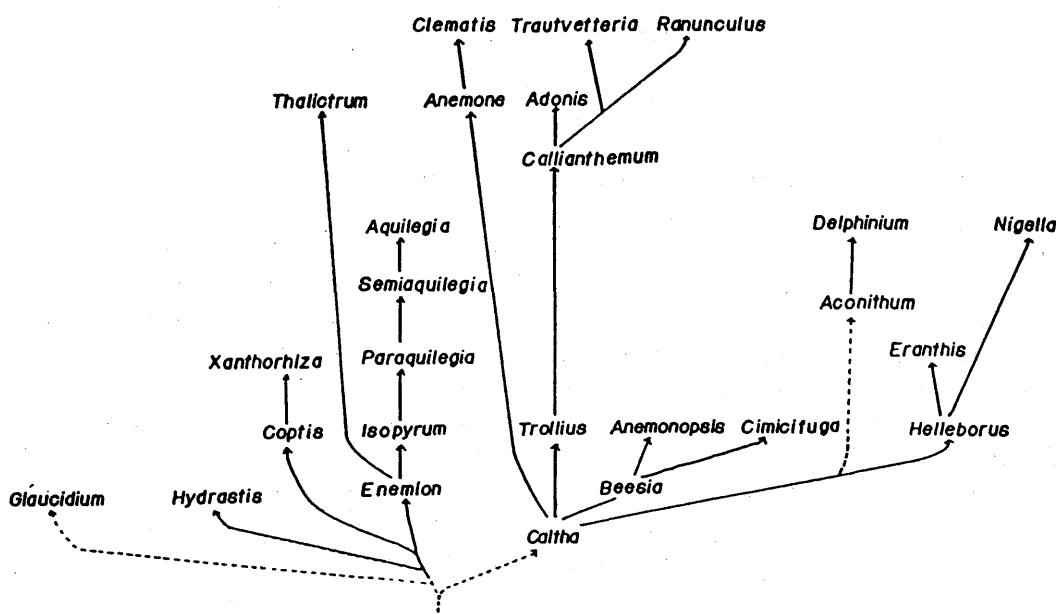 Clematis Trautvetteria Ranunculus
Thalictrum Anemone Adonis
Callianthemum
Aquilegia Delphinium Nigella
Semiaquilegia
Aconithum
Xanthorhiza Paraquilegia Eranthis
Coptis Isopyrum Trollius Anemonopsis Cimicifuga Helleborus
Glaucidium Hydrastis Enemion Beesia
Caltha